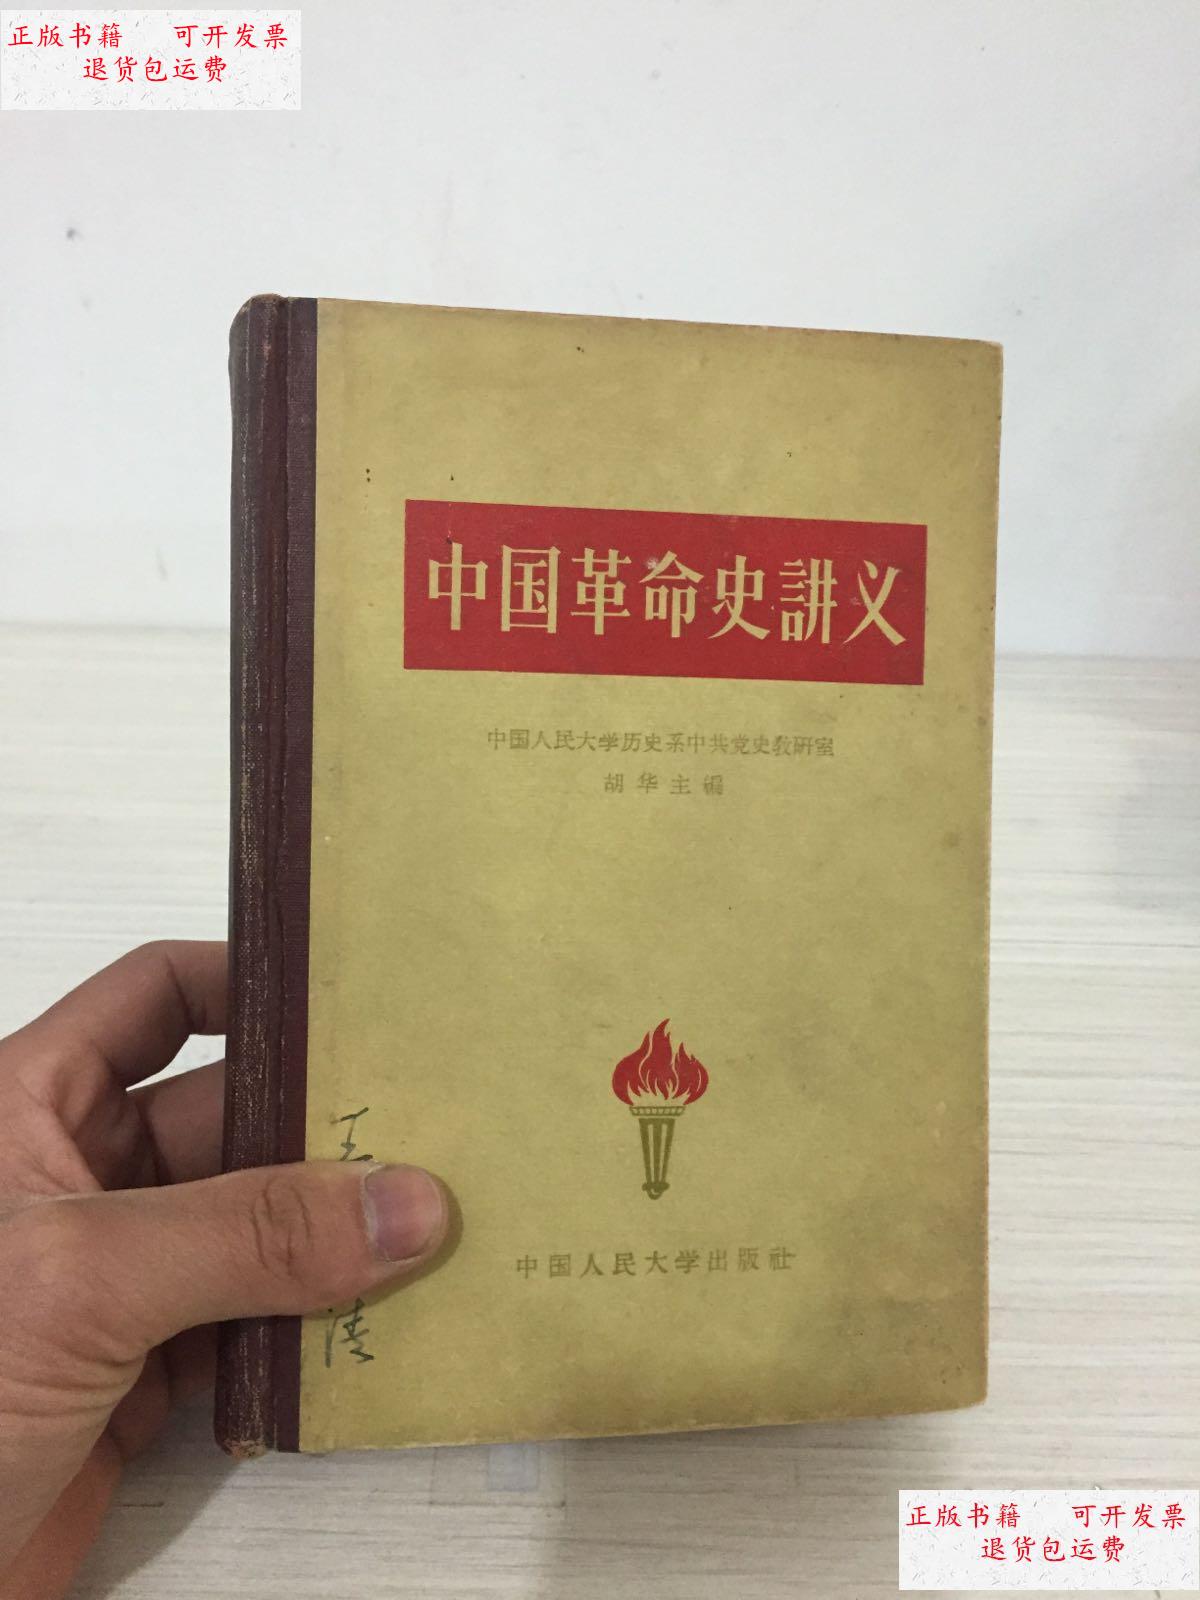 正版书籍 可开发票
退货包运费
中国革命史講义
中国人民大学历史系中共党史教研室
胡华主编
王
清
中国人民大学出版社
正版书籍 可开发票
退货包运费